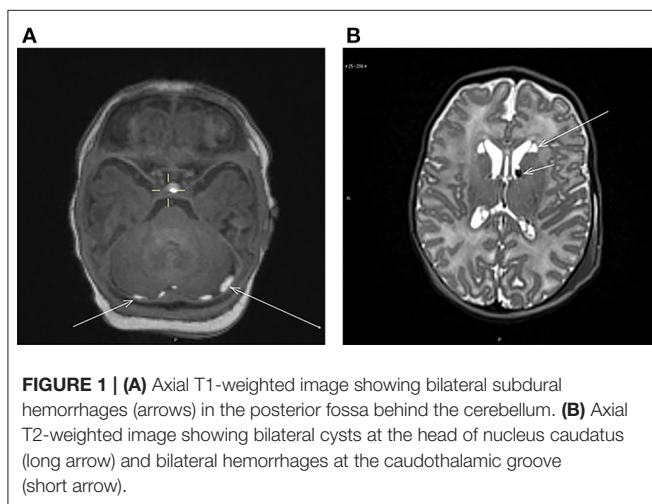 A
B
FIGURE 1 | (A) Axial T1-weighted image showing bilateral subdural
hemorrhages (arrows) in the posterior fossa behind the cerebellum. (B) Axial
T2-weighted image showing bilateral cysts at the head of nucleus caudatus
(long arrow) and bilateral hemorrhages at the caudothalamic groove
(short arrow).